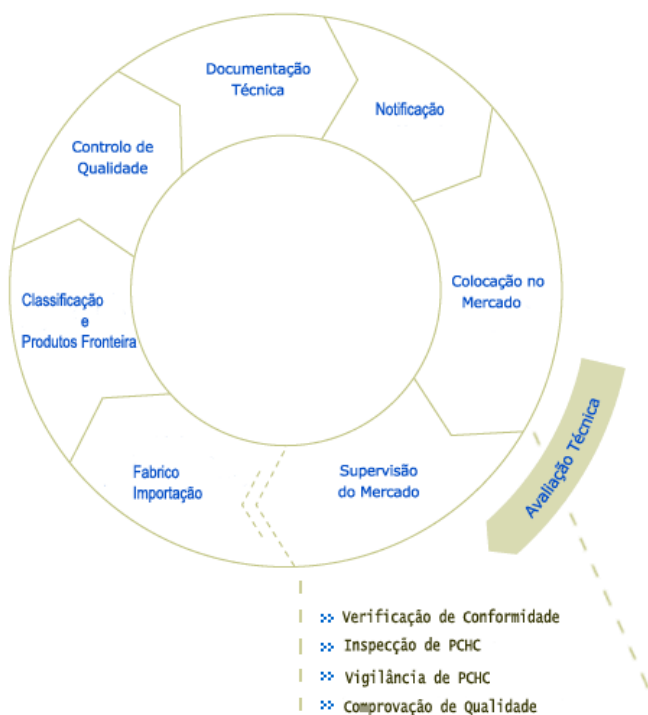 Documentação
Técnica
Notificação
Controlo de
Qualidade
Colocação no
Mercado
Classificação
e
Produtos Fronteira
Avaliação Técnica
Fabrico
Importação
Supervisão
do Mercado
Verificação de Conformidade
Inspecção de PCHC
Vigilância de PCHC
Comprovação de Qualidade